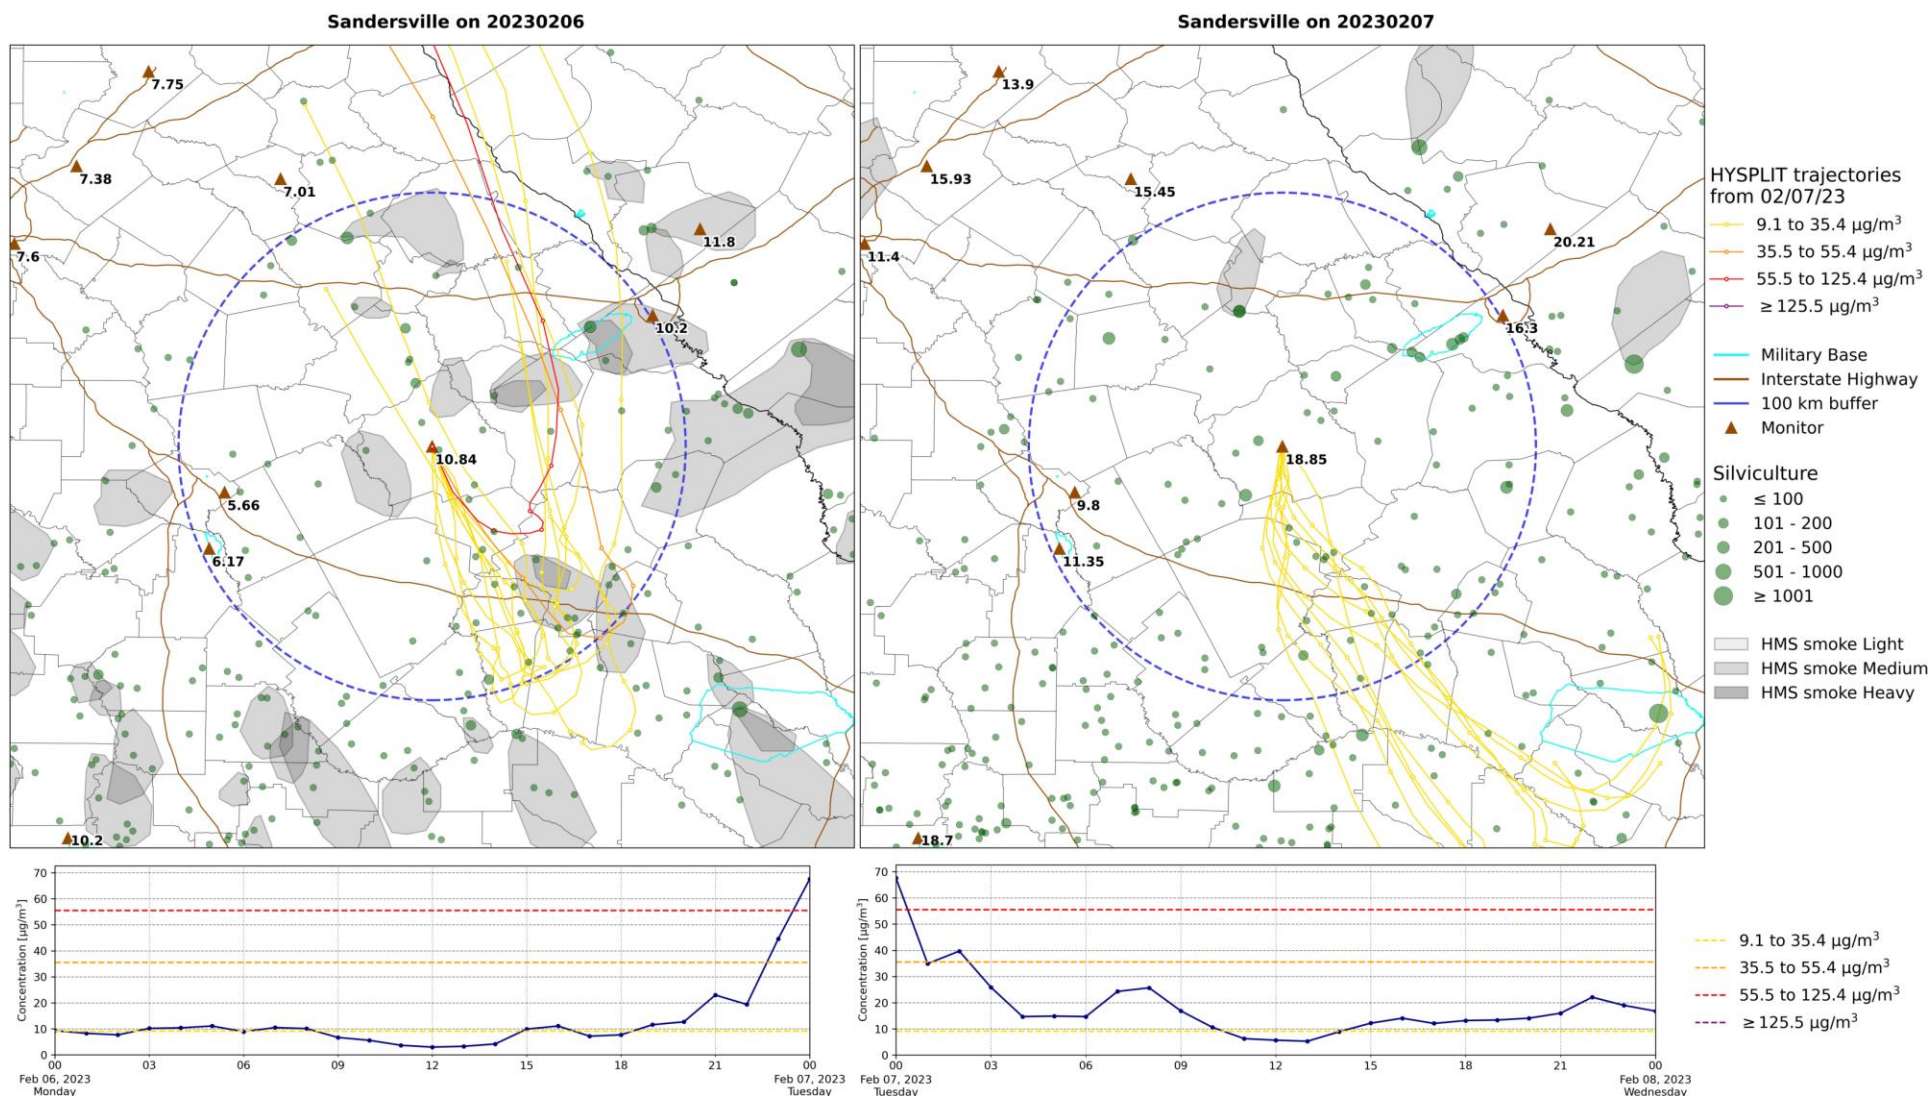 Sandersville on 20230206
7.75
7.38
7.01
7.6
11.8
10.2
10.84
5.66
6.17
10.2
Sandersville on 20230207
13.9
15.93
15.45
11.4
20.21
16.3
18.85
9.8
11.35
18.7
HYSPLIT trajectories
from 02/07/23
9.1 to 35.4 µg/m³
35.5 to 55.4 µg/m³
55.5 to 125.4 µg/m³
≥ 125.5 µg/m³
Military Base
Interstate Highway
100 km buffer
Monitor
Silviculture
≤ 100
101 - 200
201 - 500
501 - 1000
≥ 1001
HMS smoke Light
HMS smoke Medium
HMS smoke Heavy
Concentration [µg/m³]
70
60
50
40
30
20
10
0
00 03 06 09 12 15 18 21 00
Feb 06, 2023 Feb 07, 2023
Monday Tuesday
Concentration [µg/m³]
70
60
50
40
30
20
10
0
00 03 06 09 12 15 18 21 00
Feb 07, 2023 Feb 08, 2023
Tuesday Wednesday
9.1 to 35.4 µg/m³
35.5 to 55.4 µg/m³
55.5 to 125.4 µg/m³
≥ 125.5 µg/m³